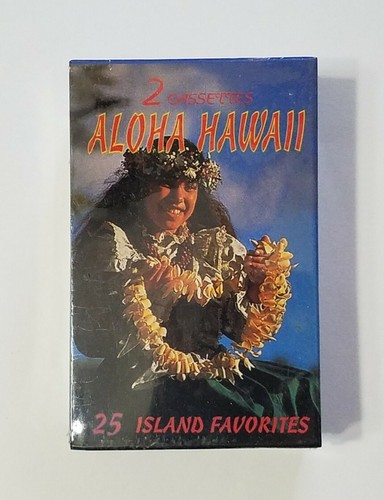 2 CASSETTES
ALOHA HAWAII
25 ISLAND FAVORITES